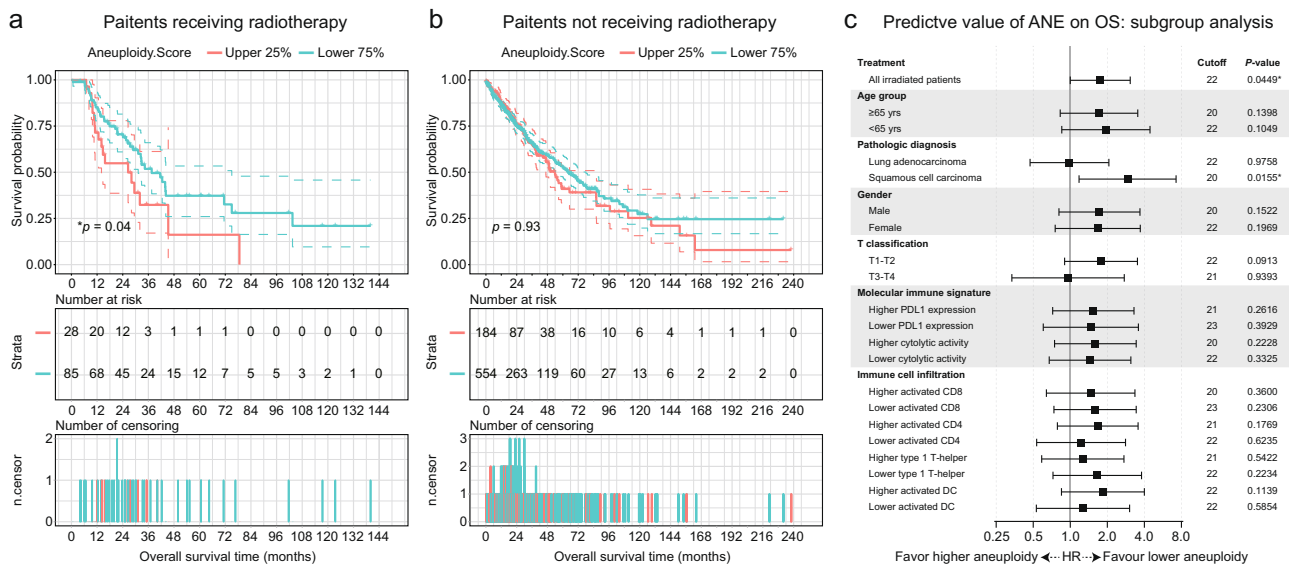 a
Paitents receiving radiotherapy
Aneuploidy.Score Upper 25% Lower 75%
Survival probability
1.00
0.75
0.50
0.25
0.00
*p = 0.04
0 12 24 36 48 60 72 84 96 108 120 132 144
Number at risk
Strata
28 20 12 3 1 1 1 0 0 0 0 0 0
85 68 45 24 15 12 7 5 5 3 2 1 0
0 12 24 36 48 60 72 84 96 108 120 132 144
Number of censoring
n.censor
2
1
0
0 12 24 36 48 60 72 84 96 108 120 132 144
Overall survival time (months)
b
Paitents not receiving radiotherapy
Aneuploidy.Score Upper 25% Lower 75%
Survival probability
1.00
0.75
0.50
0.25
0.00
p = 0.93
0 24 48 72 96 120 144 168 192 216 240
Number at risk
Strata
184 87 38 16 10 6 4 1 1 1 0
554 263 119 60 27 13 6 2 2 2 0
0 24 48 72 96 120 144 168 192 216 240
Number of censoring
n.censor
3
2
1
0
0 24 48 72 96 120 144 168 192 216 240
Overall survival time (months)
c
Predictve value of ANE on OS: subgroup analysis
Treatment Cutoff P-value
All irradiated patients 22 0.0449*
Age group
≥65 yrs 20 0.1398
<65 yrs 22 0.1049
Pathologic diagnosis
Lung adenocarcinoma 22 0.9758
Squamous cell carcinoma 20 0.0155*
Gender
Male 20 0.1522
Female 22 0.1969
T classification
T1-T2 22 0.0913
T3-T4 21 0.9393
Molecular immune signature
Higher PDL1 expression 21 0.2616
Lower PDL1 expression 23 0.3929
Higher cytolytic activity 20 0.2228
Lower cytolytic activity 22 0.3325
Immune cell infiltration
Higher activated CD8 20 0.3600
Lower activated CD8 23 0.2306
Higher activated CD4 21 0.1769
Lower activated CD4 22 0.6235
Higher type 1 T-helper 21 0.5422
Lower type 1 T-helper 22 0.2234
Higher activated DC 22 0.1139
Lower activated DC 22 0.5854
0.25 0.5 1.0 2.0 4.0 8.0
Favor higher aneuploidy HR Favour lower aneuploidy